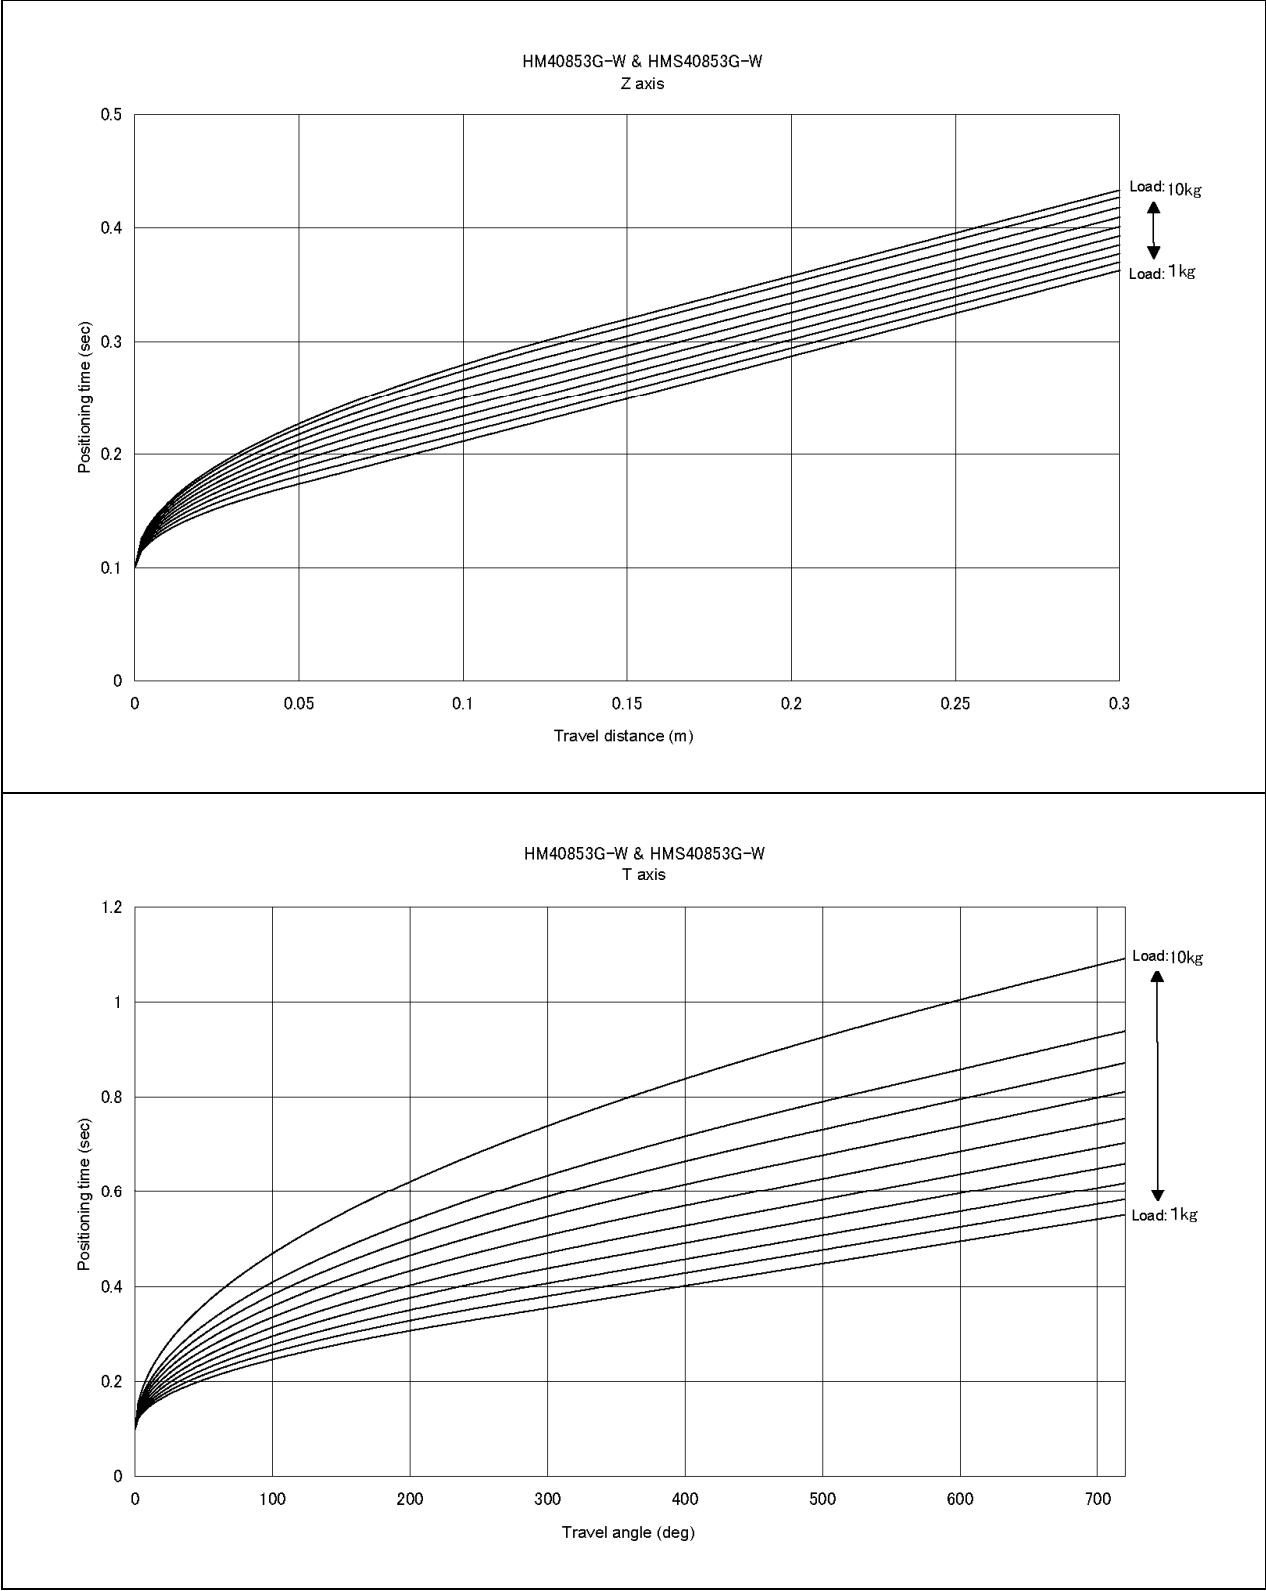 HM40853G-W & HMS40853G-W
Z axis
0.5
0.4
0.3
0.2
0.1
0
Positioning time (sec)
Load: 10kg
Load: 1kg
0 0.05 0.1 0.15 0.2 0.25 0.3
Travel distance (m)
HM40853G-W & HMS40853G-W
T axis
1.2
1
0.8
0.6
0.4
0.2
0
Positioning time (sec)
Load:10kg
Load: 1kg
0 100 200 300 400 500 600 700
Travel angle (deg)